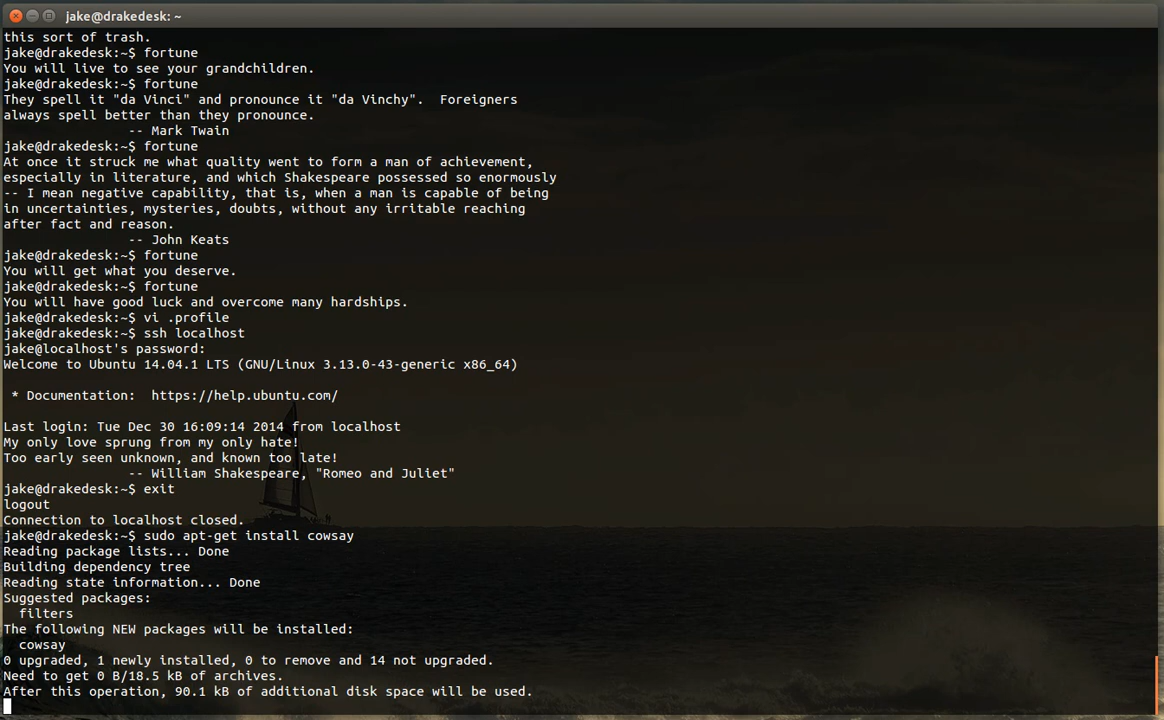 jake@drakedesk: ~
this sort of trash.
jake@drakedesk:~$ fortune
You will live to see your grandchildren.
jake@drakedesk:~$ fortune
They spell it "da Vinci" and pronounce it "da Vinchy".  Foreigners
always spell better than they pronounce.
                -- Mark Twain
jake@drakedesk:~$ fortune
At once it struck me what quality went to form a man of achievement,
especially in literature, and which Shakespeare possessed so enormously
-- I mean negative capability, that is, when a man is capable of being
in uncertainties, mysteries, doubts, without any irritable reaching
after fact and reason.
                -- John Keats
jake@drakedesk:~$ fortune
You will get what you deserve.
jake@drakedesk:~$ fortune
You will have good luck and overcome many hardships.
jake@drakedesk:~$ vi .profile
jake@drakedesk:~$ ssh localhost
jake@localhost's password:
Welcome to Ubuntu 14.04.1 LTS (GNU/Linux 3.13.0-43-generic x86_64)
 * Documentation:  https://help.ubuntu.com/
Last login: Tue Dec 30 16:09:14 2014 from localhost
My only love sprung from my only hate!
Too early seen unknown, and known too late!
                -- William Shakespeare, "Romeo and Juliet"
jake@drakedesk:~$ exit
logout
Connection to localhost closed.
jake@drakedesk:~$ sudo apt-get install cowsay
Reading package lists... Done
Building dependency tree
Reading state information... Done
Suggested packages:
  filters
The following NEW packages will be installed:
  cowsay
0 upgraded, 1 newly installed, 0 to remove and 14 not upgraded.
Need to get 0 B/18.5 kB of archives.
After this operation, 90.1 kB of additional disk space will be used.